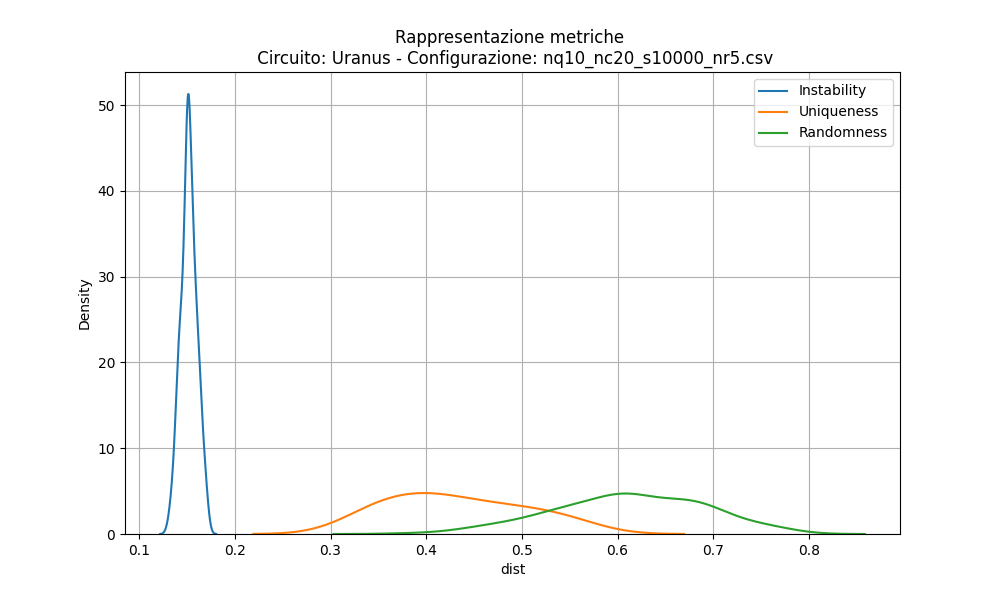 Rappresentazione metriche
Circuito: Uranus - Configurazione: nq10_nc20_s10000_nr5.csv
Instability
Uniqueness
Randomness
Density
50
40
30
20
10
0
0.1 0.2 0.3 0.4 0.5 0.6 0.7 0.8
dist